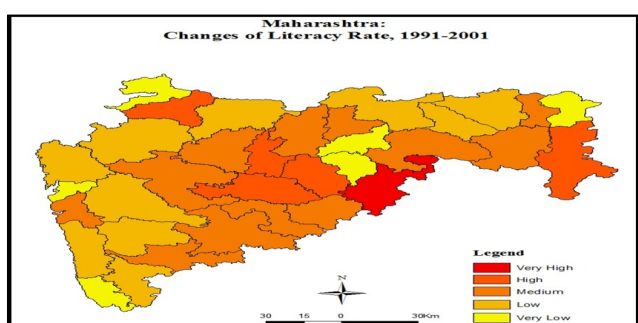 Maharashtra:
Changes of Literacy Rate, 1991-2001
Legend
Very High
High
Medium
Low
Very Low
N
30 15 0 30Km